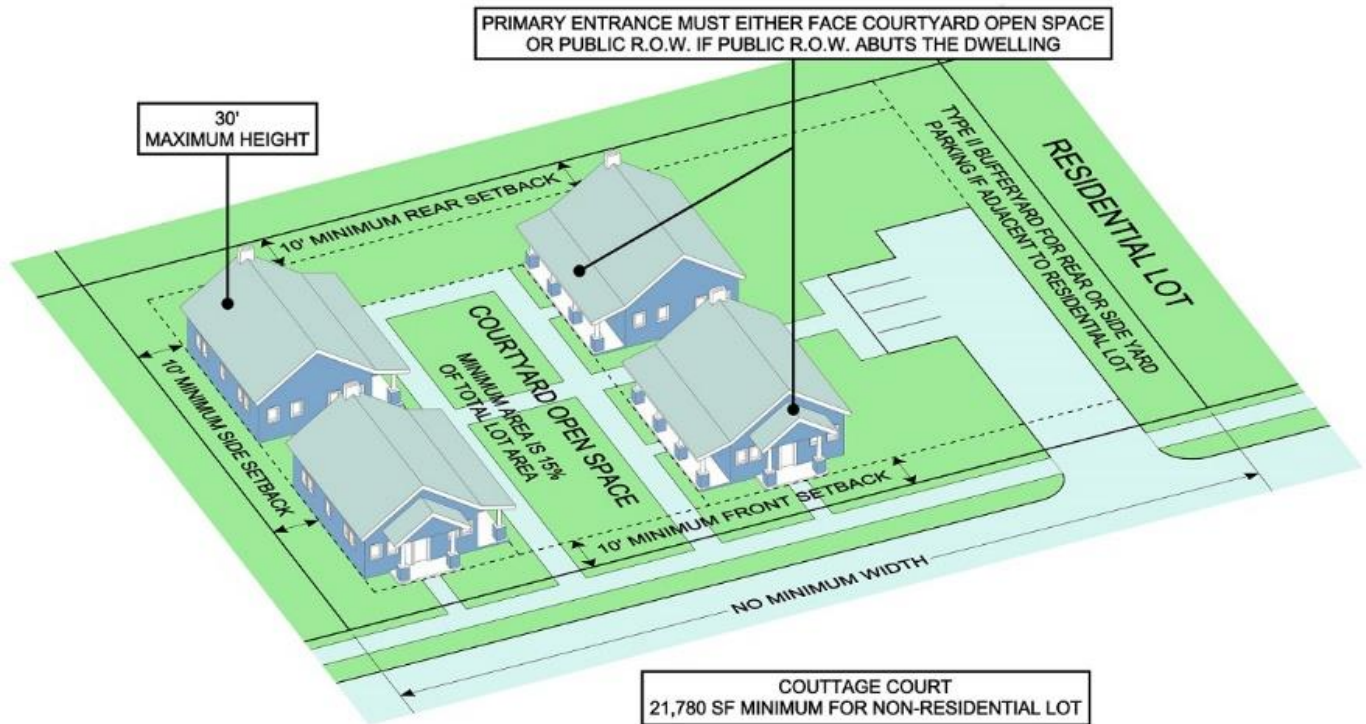 PRIMARY ENTRANCE MUST EITHER FACE COURTYARD OPEN SPACE
OR PUBLIC R.O.W. IF PUBLIC R.O.W. ABUTS THE DWELLING
30'
MAXIMUM HEIGHT
TYPE II BUFFERYARD FOR REAR OR SIDE YARD
PARKING IF ADJACENT TO RESIDENTIAL LOT
RESIDENTIAL LOT
10' MINIMUM REAR SETBACK
COURTYARD OPEN SPACE
MINIMUM AREA IS 15%
OF TOTAL LOT AREA
10' MINIMUM SIDE SETBACK
10' MINIMUM FRONT SETBACK
NO MINIMUM WIDTH
COUTTAGE COURT
21,780 SF MINIMUM FOR NON-RESIDENTIAL LOT